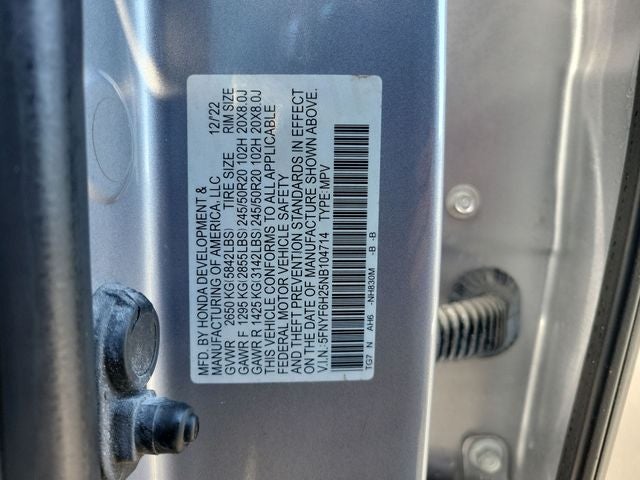 MFD. BY HONDA DEVELOPMENT &
MANUFACTURING OF AMERICA, LLC 12/22
GVWR 2650 KG(5842LBS) TIRE SIZE RIM SIZE
GAWR F 1295 KG(2855LBS) 245/50R20 102H 20X8.0J
GAWR R 1425 KG(3142LBS) 245/50R20 102H 20X8.0J
THIS VEHICLE CONFORMS TO ALL APPLICABLE
FEDERAL MOTOR VEHICLE SAFETY
AND THEFT PREVENTION STANDARDS IN EFFECT
ON THE DATE OF MANUFACTURE SHOWN ABOVE.
V.I.N.:5FNYF6H25NB104714 TYPE:MPV
TG7 N AH6 -NH830M -B -B